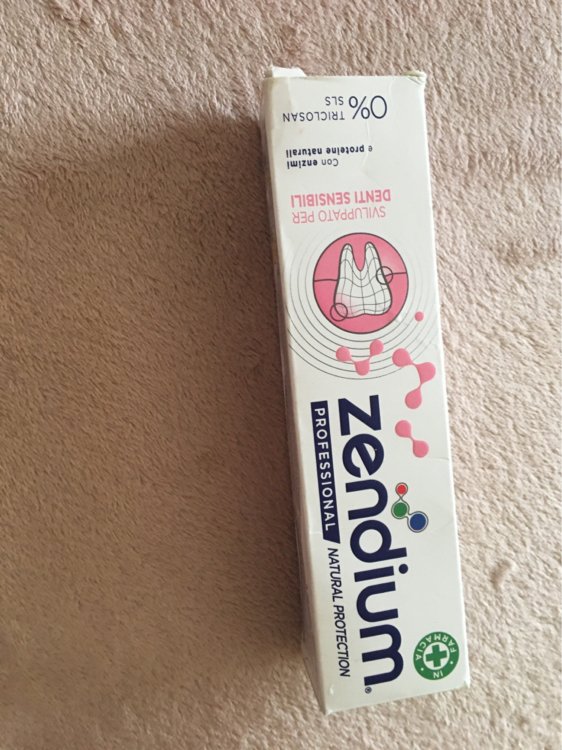 zendium®
PROFESSIONAL / NATURAL PROTECTION
IN FARMACIA
SVILUPPATO PER
DENTI SENSIBILI
Con enzimi
e proteine naturali
0% TRICLOSAN
SLS